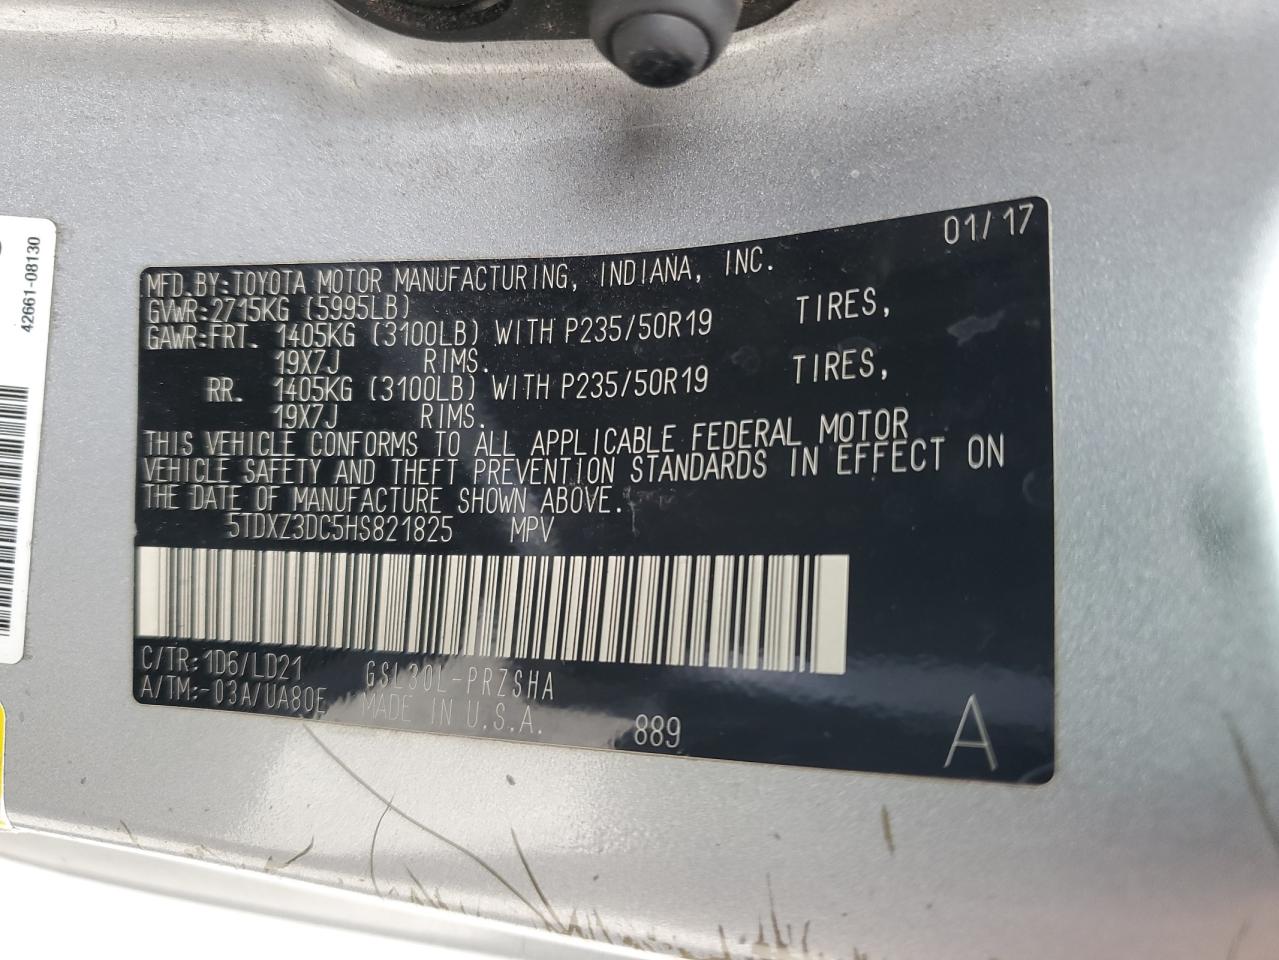 01/17
MFD.BY:TOYOTA MOTOR MANUFACTURING, INDIANA, INC.
GVWR:2715KG (5995LB)
GAWR:FRT. 1405KG (3100LB) WITH P235/50R19 TIRES,
19X7J RIMS.
RR. 1405KG (3100LB) WITH P235/50R19 TIRES,
19X7J RIMS.
THIS VEHICLE CONFORMS TO ALL APPLICABLE FEDERAL MOTOR
VEHICLE SAFETY AND THEFT PREVENTION STANDARDS IN EFFECT ON
THE DATE OF MANUFACTURE SHOWN ABOVE.
5TDXZ3DC5HS821825 MPV
C/TR:1D6/LD21 GSL30L-PRZSHA
A/TM:-03A/UA80E MADE IN U.S.A. 889
A
42661-08130